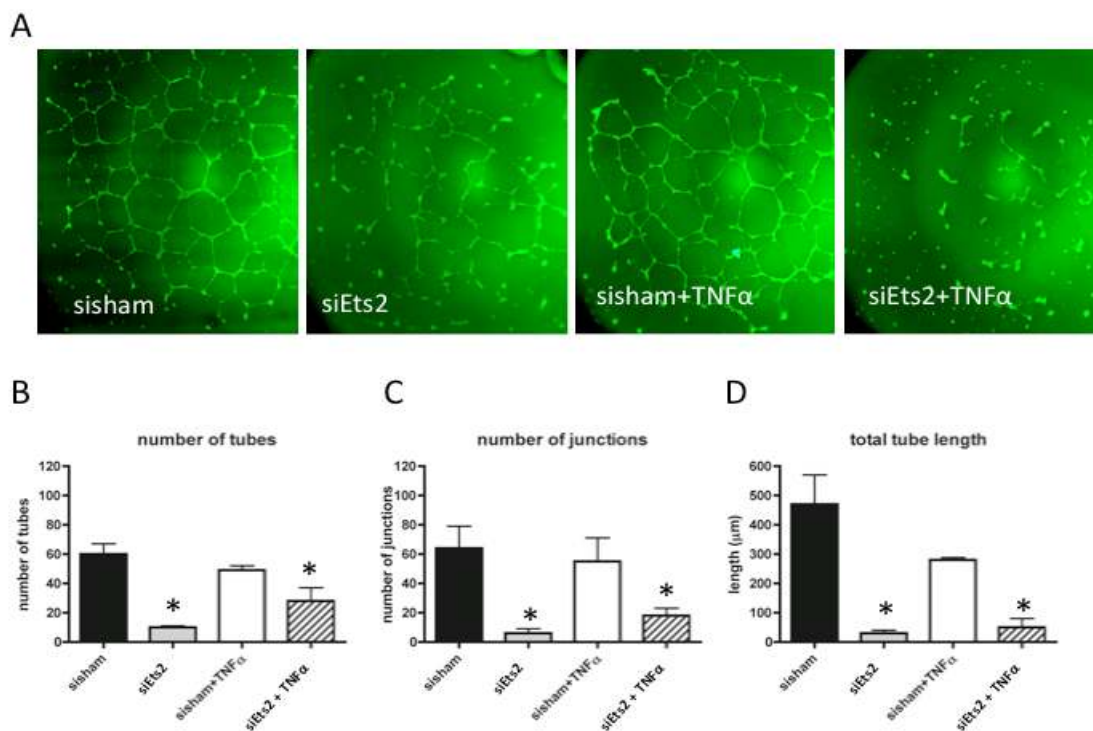 A
sisham
siEts2
sisham+TNFα
siEts2+TNFα
B
number of tubes
number of tubes
120
100
80
60
40
20
0
*
*
sisham
siEts2
sisham+TNFα
siEts2 + TNFα
C
number of junctions
number of junctions
120
100
80
60
40
20
0
*
*
sisham
siEts2
sisham+TNFα
siEts2 + TNFα
D
total tube length
length (μm)
600
500
400
300
200
100
0
*
*
sisham
siEts2
sisham+TNFα
siEts2 + TNFα